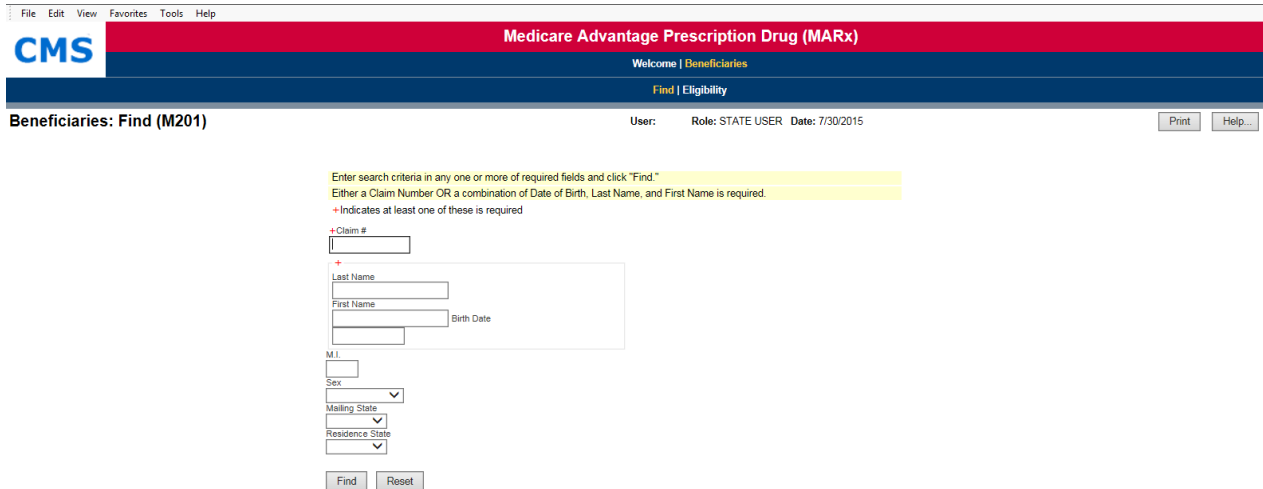 File Edit View Favorites Tools Help
CMS
Medicare Advantage Prescription Drug (MARx)
Welcome | Beneficiaries
Find | Eligibility
Beneficiaries: Find (M201)
User: Role: STATE USER Date: 7/30/2015
Print Help...
Enter search criteria in any one or more of required fields and click "Find."
Either a Claim Number OR a combination of Date of Birth, Last Name, and First Name is required.
+Indicates at least one of these is required
+Claim #
+
Last Name
First Name
Birth Date
M.I.
Sex
Mailing State
Residence State
Find Reset